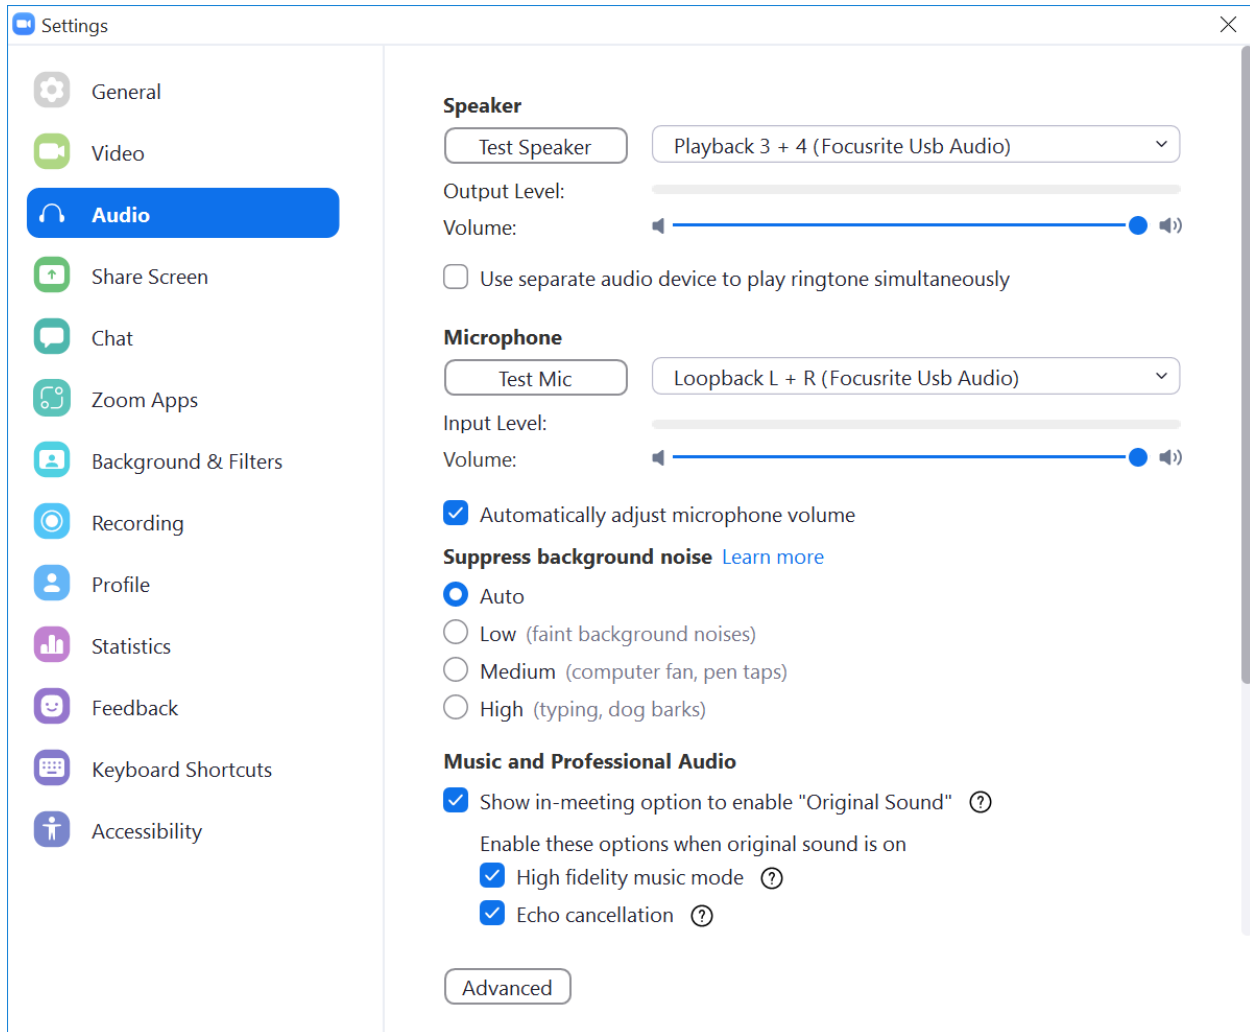 Settings
General
Video
Audio
Share Screen
Chat
Zoom Apps
Background & Filters
Recording
Profile
Statistics
Feedback
Keyboard Shortcuts
Accessibility
Speaker
Test Speaker
Playback 3 + 4 (Focusrite Usb Audio)
Output Level:
Volume:
Use separate audio device to play ringtone simultaneously
Microphone
Test Mic
Loopback L + R (Focusrite Usb Audio)
Input Level:
Volume:
Automatically adjust microphone volume
Suppress background noise Learn more
Auto
Low (faint background noises)
Medium (computer fan, pen taps)
High (typing, dog barks)
Music and Professional Audio
Show in-meeting option to enable "Original Sound" ?
Enable these options when original sound is on
High fidelity music mode ?
Echo cancellation ?
Advanced